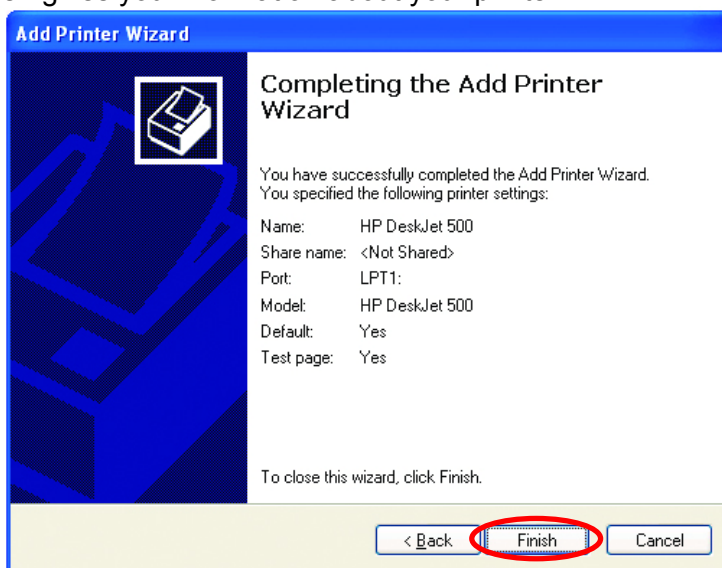 Add Printer Wizard
Completing the Add Printer
Wizard
You have successfully completed the Add Printer Wizard.
You specified the following printer settings:
Name: HP DeskJet 500
Share name: <Not Shared>
Port: LPT1:
Model: HP DeskJet 500
Default: Yes
Test page: Yes
To close this wizard, click Finish.
< Back Finish Cancel